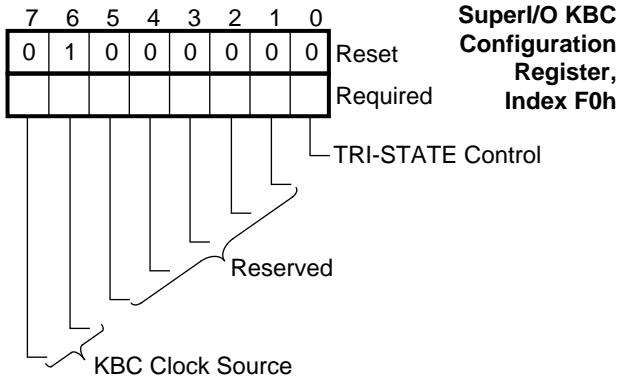 7 6 5 4 3 2 1 0
SuperI/O KBC
Configuration
Register,
Index F0h
0 1 0 0 0 0 0 0 Reset
Required
TRI-STATE Control
Reserved
KBC Clock Source